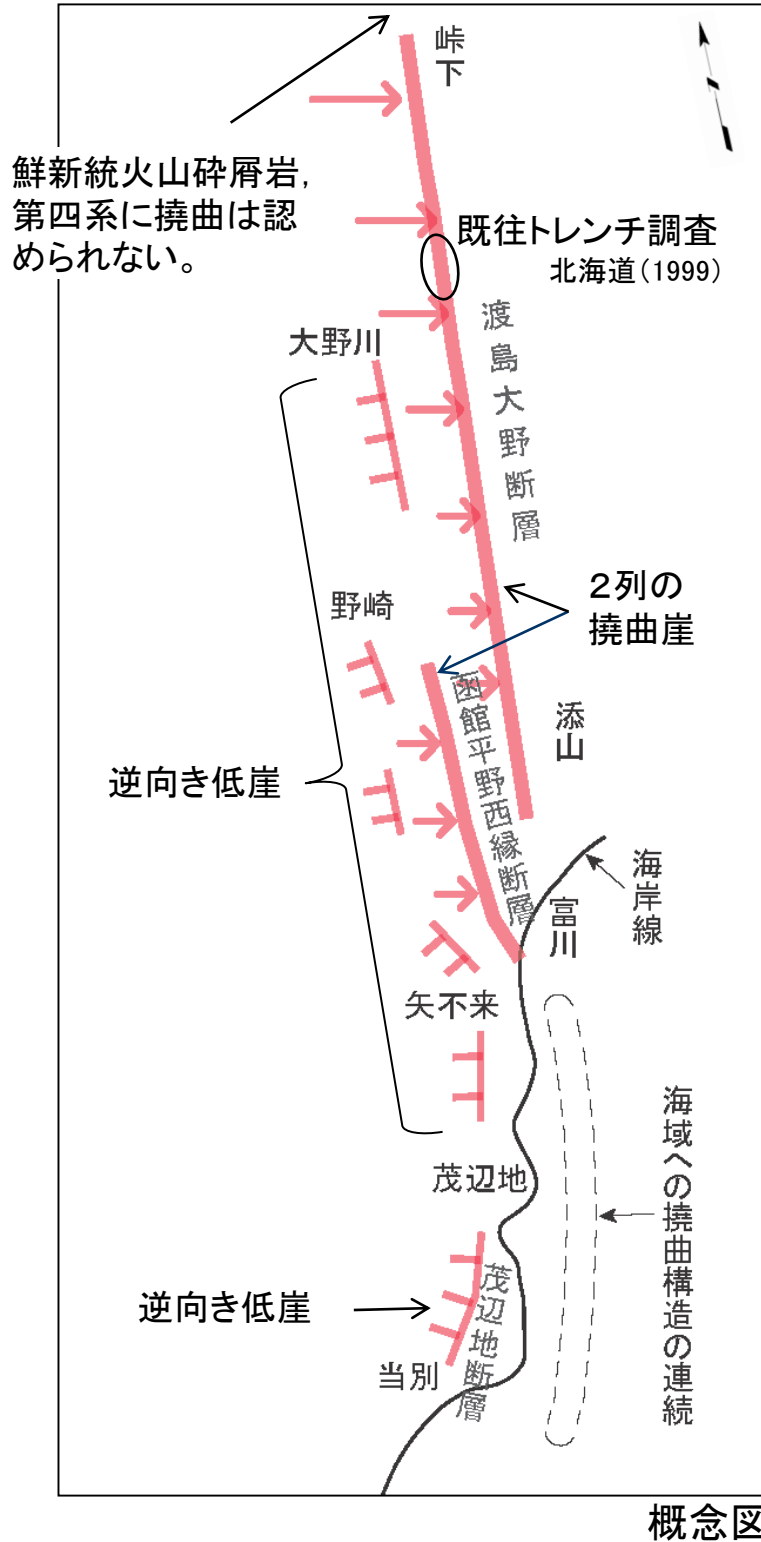 峠下
鮮新統火山砕屑岩,
第四系に撓曲は認
められない。
既往トレンチ調査
北海道(1999)
大野川
渡島大野断層
野崎
2列の
撓曲崖
函館平野西縁断層
添山
逆向き低崖
海岸線
富川
矢不来
茂辺地
海域への撓曲構造の連続
逆向き低崖
茂辺地断層
当別
概念図